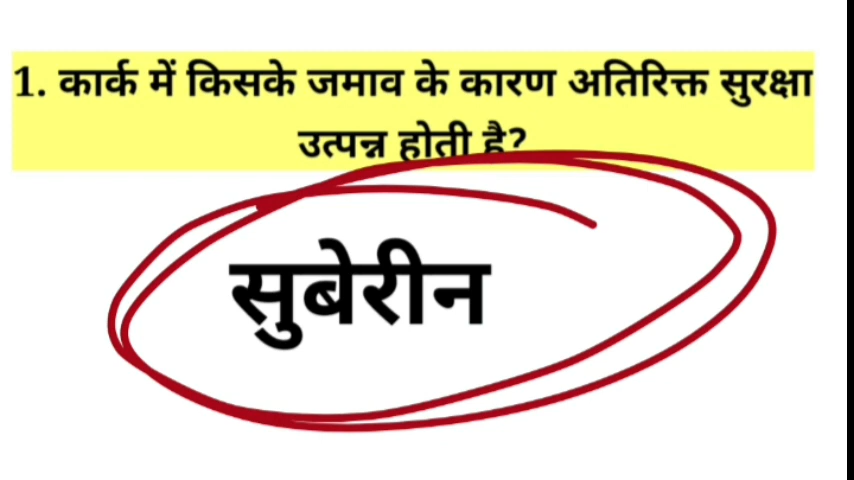 1. कार्क में किसके जमाव के कारण अतिरिक्त सुरक्षा
उत्पन्न होती है?
सुबेरीन